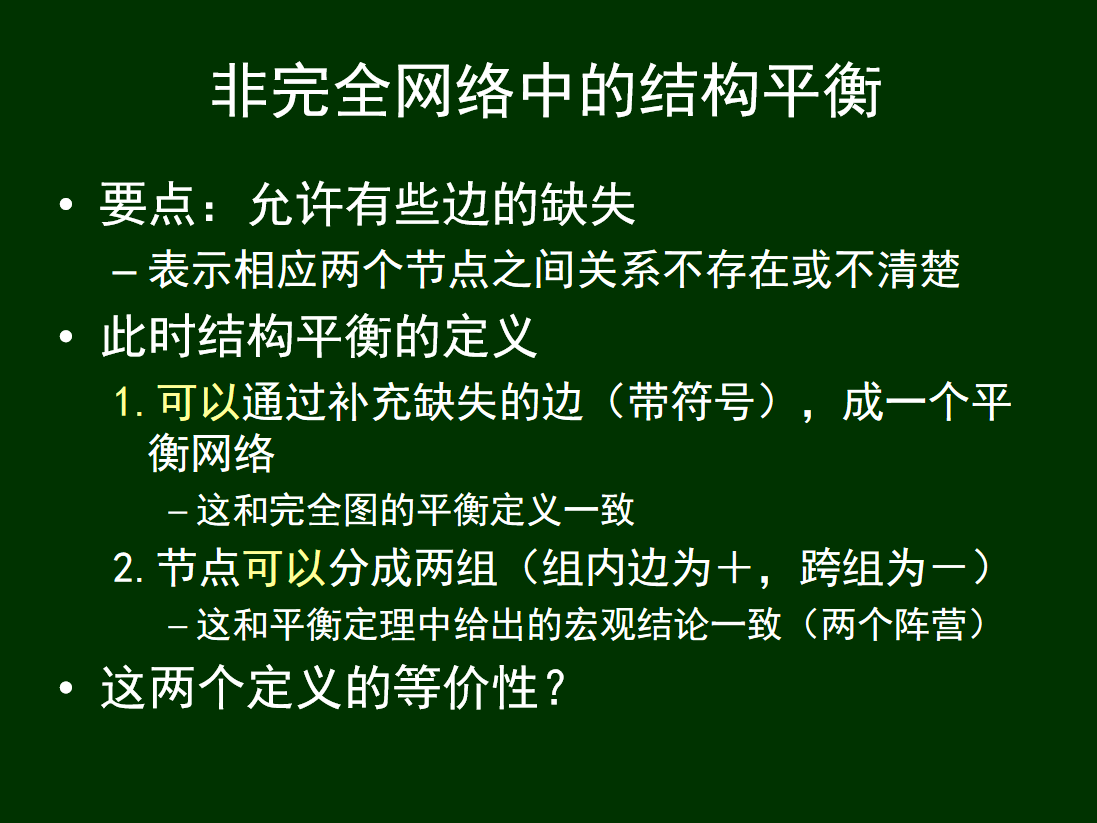 非完全网络中的结构平衡
• 要点：允许有些边的缺失
– 表示相应两个节点之间关系不存在或不清楚
• 此时结构平衡的定义
1. 可以通过补充缺失的边（带符号），成一个平
衡网络
– 这和完全图的平衡定义一致
2. 节点可以分成两组（组内边为＋，跨组为－）
– 这和平衡定理中给出的宏观结论一致（两个阵营）
• 这两个定义的等价性？